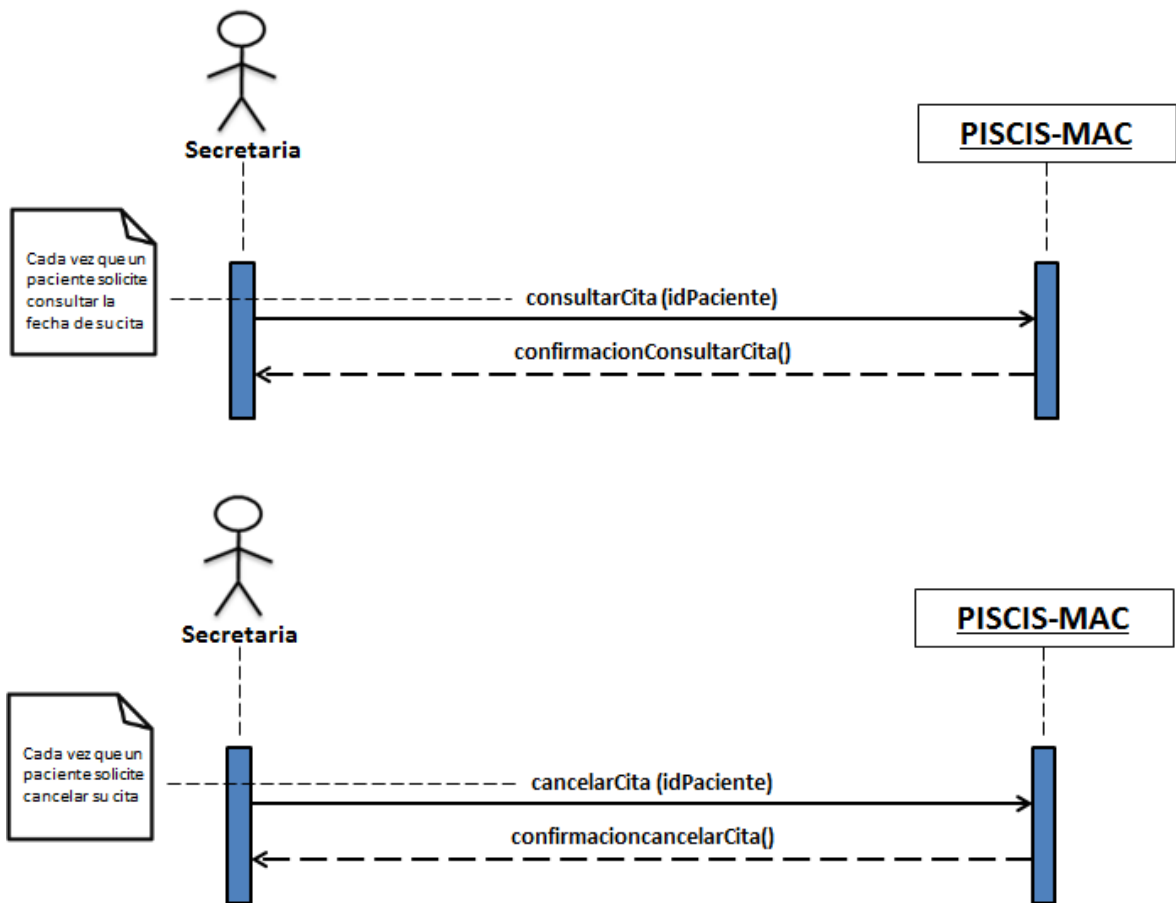 Secretaria
PISCIS-MAC
Cada vez que un
paciente solicite
consultar la
fecha de su cita
consultarCita (idPaciente)
confirmacionConsultarCita()
Secretaria
PISCIS-MAC
Cada vez que un
paciente solicite
cancelar su cita
cancelarCita (idPaciente)
confirmacioncancelarCita()